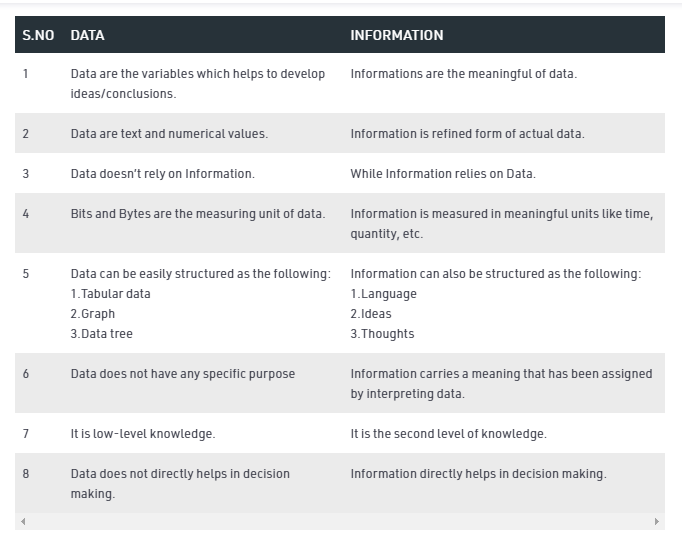 S.NO DATA INFORMATION
1 Data are the variables which helps to develop Informations are the meaningful of data.
ideas/conclusions.
2 Data are text and numerical values. Information is refined form of actual data.
3 Data doesn't rely on Information. While Information relies on Data.
4 Bits and Bytes are the measuring unit of data. Information is measured in meaningful units like time,
quantity, etc.
5 Data can be easily structured as the following: Information can also be structured as the following:
1.Tabular data 1.Language
2.Graph 2.Ideas
3.Data tree 3.Thoughts
6 Data does not have any specific purpose Information carries a meaning that has been assigned
by interpreting data.
7 It is low-level knowledge. It is the second level of knowledge.
8 Data does not directly helps in decision Information directly helps in decision making.
making.